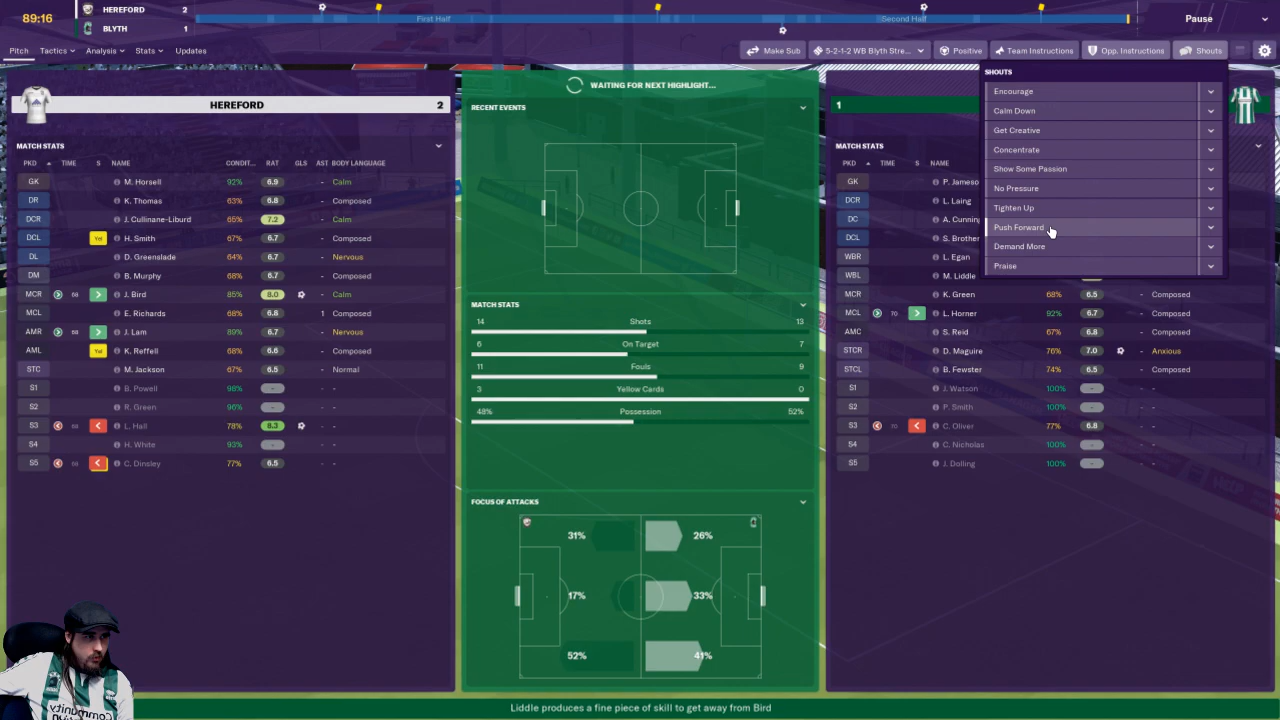 89:16
HEREFORD 2
BLYTH 1
First Half
Second Half
Pause
Pitch Tactics Analysis Stats Updates
Make Sub 5-2-1-2 WB Blyth Stre... Positive Team Instructions Opp. Instructions Shouts
HEREFORD 2
MATCH STATS
PKD TIME S NAME CONDIT... RAT GLS AST BODY LANGUAGE
GK M. Horsell 92% 6.9 - Calm
DR K. Thomas 63% 6.8 - Composed
DCR J. Cullinane-Liburd 65% 7.2 - Calm
DCL Yel H. Smith 67% 6.7 - Composed
DL D. Greenslade 64% 6.7 - Nervous
DM B. Murphy 68% 6.7 - Composed
MCR 68 J. Bird 85% 8.0 - Calm
MCL E. Richards 68% 6.8 1 Composed
AMR J. Lam 89% 6.7 - Nervous
AML Yel K. Reffell 68% 6.6 - Composed
STC M. Jackson 67% 6.5 - Normal
S1 B. Powell 98% - - -
S2 R. Green 96% - - -
S3 L. Hall 78% 8.3 - -
S4 H. White 93% - - -
S5 C. Dinsley 77% 6.5 - -
WAITING FOR NEXT HIGHLIGHT...
RECENT EVENTS
MATCH STATS
14 Shots 13
6 On Target 7
11 Fouls 9
3 Yellow Cards 0
48% Possession 52%
FOCUS OF ATTACKS
31% 26%
17% 33%
52% 41%
1
MATCH STATS
PKD TIME S NAME
GK P. Jameso
DCR L. Laing
DC A. Cunnin
DCL S. Brother
WBR L. Egan
WBL M. Liddle
MCR K. Green 68% 6.5 - Composed
MCL 70 L. Horner 92% 6.7 - Composed
AMC S. Reid 67% 6.8 - Composed
STCR D. Maguire 76% 7.0 - Anxious
STCL B. Fewster 74% 6.5 - Composed
S1 J. Watson 100% - - -
S2 P. Smith 100% - - -
S3 70 C. Oliver 77% 6.8 - -
S4 C. Nicholas 100% - - -
S5 J. Dolling 100% - - -
SHOUTS
Encourage
Calm Down
Get Creative
Concentrate
Show Some Passion
No Pressure
Tighten Up
Push Forward
Demand More
Praise
Community
Liddle produces a fine piece of skill to get away from Bird